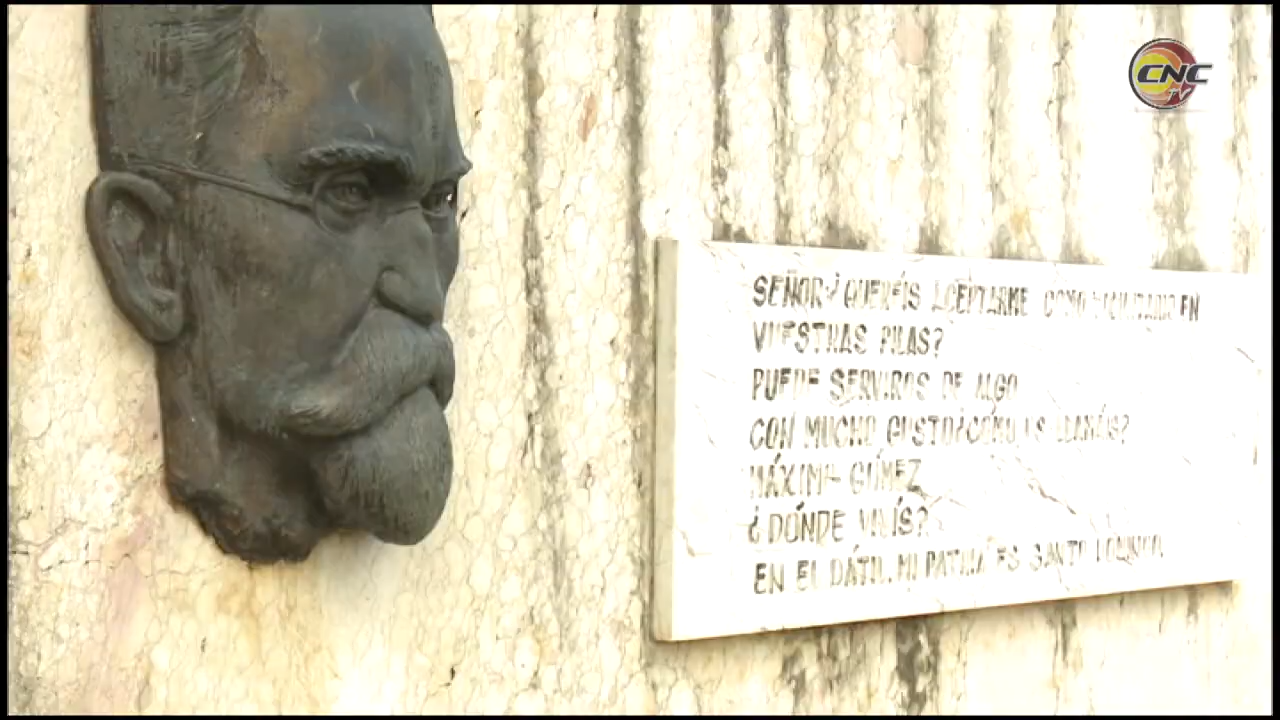 CNC TV
SEÑOR ¿QUERÉIS ACEPTARME COMO EN
VUESTRAS FILAS?
PUEDE SERVIROS DE ALGO
CON MUCHO GUSTO ¿CÓMO OS LLAMÁIS?
MÁXIMO GÓMEZ
¿DÓNDE VIVÍS?
EN EL DÁTIL. MI PATRIA ES SANTO DOMINGO